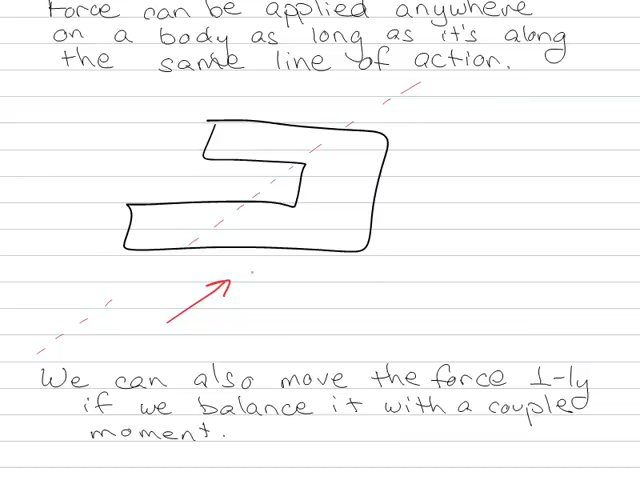 Force can be applied anywhere
on a body as long as it's along
the same line of action.
We can also move the force ⊥-ly
if we balance it with a coupled
moment.